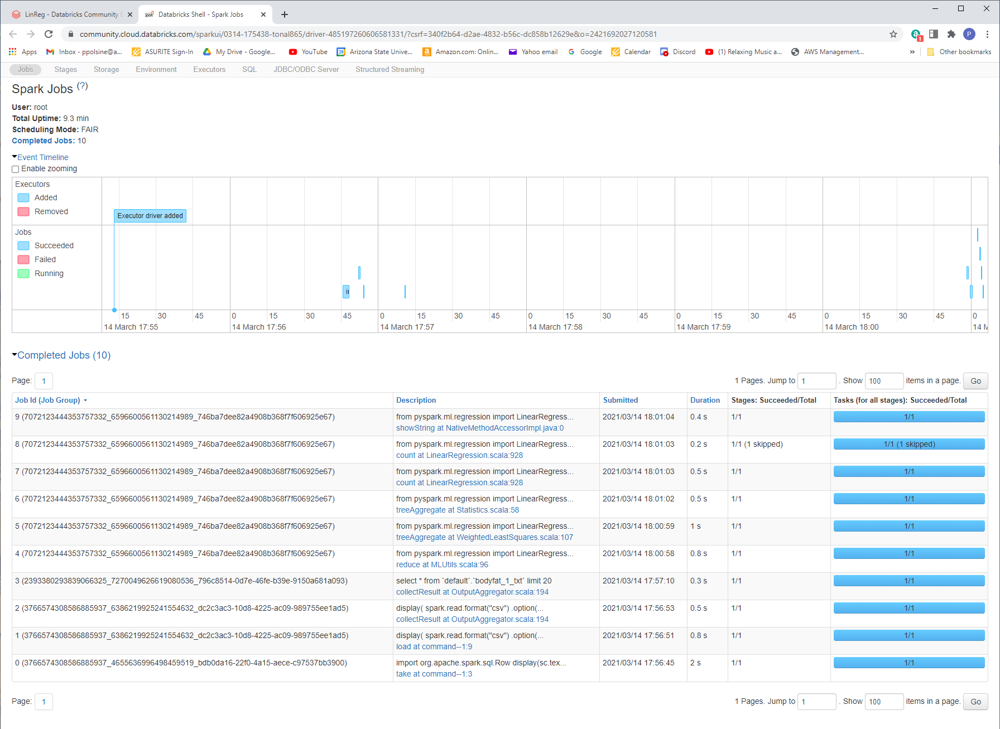 LinReg - Databricks Community E
Databricks Shell - Spark Jobs
community.cloud.databricks.com/sparkui/0314-175438-tonal865/driver-485197260606581331/?csrf=340f2b64-d2ae-4832-b56c-dc858b12629e&o=2421692027120581
1
P
Apps
Inbox - ppolsine@a...
ASURITE Sign-In
My Drive - Google...
YouTube
28
Arizona State Unive...
Amazon.com: Onlin...
Yahoo email
Google
Calendar
Discord
(1) Relaxing Music a...
AWS Management...
»
Other bookmarks
Jobs Stages Storage Environment Executors SQL JDBC/ODBC Server Structured Streaming
Spark Jobs (?)
User: root
Total Uptime: 9.3 min
Scheduling Mode: FAIR
Completed Jobs: 10
Event Timeline
Enable zooming
Executors
Added
Removed
Executor driver added
Jobs
Succeeded
Failed
Running
in
15 30 45 0 15 30 45 0 15 30 45 0 15 30 45 0 15 30 45 0 15 30 45 0
14 March 17:55 14 March 17:56 14 March 17:57 14 March 17:58 14 March 17:59 14 March 18:00 14 M
Completed Jobs (10)
Page: 1
1 Pages. Jump to 1 . Show 100 items in a page. Go
Job Id (Job Group) Description Submitted Duration Stages: Succeeded/Total Tasks (for all stages): Succeeded/Total
9 (7072123444353757332_6596600561130214989_746ba7dee82a4908b368f7f606925e67) from pyspark.ml.regression import LinearRegress... 2021/03/14 18:01:04 0.4 s 1/1 1/1
showString at NativeMethodAccessorImpl.java:0
8 (7072123444353757332_6596600561130214989_746ba7dee82a4908b368f7f606925e67) from pyspark.ml.regression import LinearRegress... 2021/03/14 18:01:03 0.2 s 1/1 (1 skipped) 1/1 (1 skipped)
count at LinearRegression.scala:928
7 (7072123444353757332_6596600561130214989_746ba7dee82a4908b368f7f606925e67) from pyspark.ml.regression import LinearRegress... 2021/03/14 18:01:03 0.5 s 1/1 1/1
count at LinearRegression.scala:928
6 (7072123444353757332_6596600561130214989_746ba7dee82a4908b368f7f606925e67) from pyspark.ml.regression import LinearRegress... 2021/03/14 18:01:02 0.5 s 1/1 1/1
treeAggregate at Statistics.scala:58
5 (7072123444353757332_6596600561130214989_746ba7dee82a4908b368f7f606925e67) from pyspark.ml.regression import LinearRegress... 2021/03/14 18:00:59 1 s 1/1 1/1
treeAggregate at WeightedLeastSquares.scala:107
4 (7072123444353757332_6596600561130214989_746ba7dee82a4908b368f7f606925e67) from pyspark.ml.regression import LinearRegress... 2021/03/14 18:00:58 0.8 s 1/1 1/1
reduce at MLUtils.scala:96
3 (2393380293839066325_7270049626619080536_796c8514-0d7e-46fe-b39e-9150a681a093) select * from `default`.`bodyfat_1_txt` limit 20 2021/03/14 17:57:10 0.3 s 1/1 1/1
collectResult at OutputAggregator.scala:194
2 (3766574308586885937_6386219925241554632_dc2c3ac3-10d8-4225-ac09-989755ee1ad5) display( spark.read.format("csv") .option(... 2021/03/14 17:56:53 0.5 s 1/1 1/1
collectResult at OutputAggregator.scala:194
1 (3766574308586885937_6386219925241554632_dc2c3ac3-10d8-4225-ac09-989755ee1ad5) display( spark.read.format("csv") .option(... 2021/03/14 17:56:51 0.8 s 1/1 1/1
load at command--1:9
0 (3766574308586885937_4655636996498459519_bdb0da16-22f0-4a15-aece-c97537bb3900) import org.apache.spark.sql.Row display(sc.tex... 2021/03/14 17:56:45 2 s 1/1 1/1
take at command--1:3
Page: 1
1 Pages. Jump to 1 . Show 100 items in a page. Go